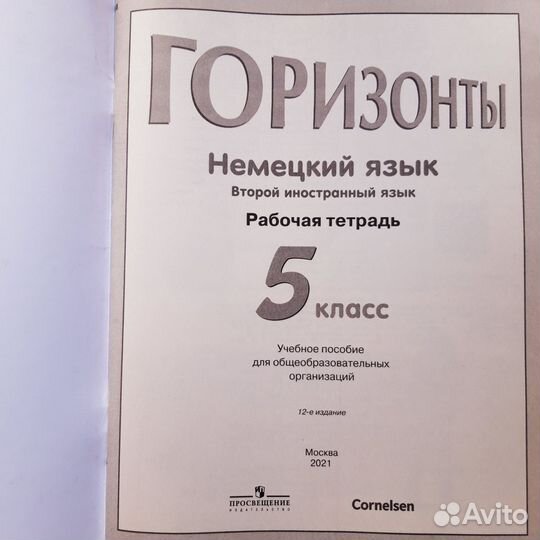 ГОРИЗОНТЫ
Немецкий язык
Второй иностранный язык
Рабочая тетрадь
5 класс
Учебное пособие
для общеобразовательных
организаций
12-е издание
Москва
2021
ПРОСВЕЩЕНИЕ
ИЗДАТЕЛЬСТВО
Cornelsen
Avito